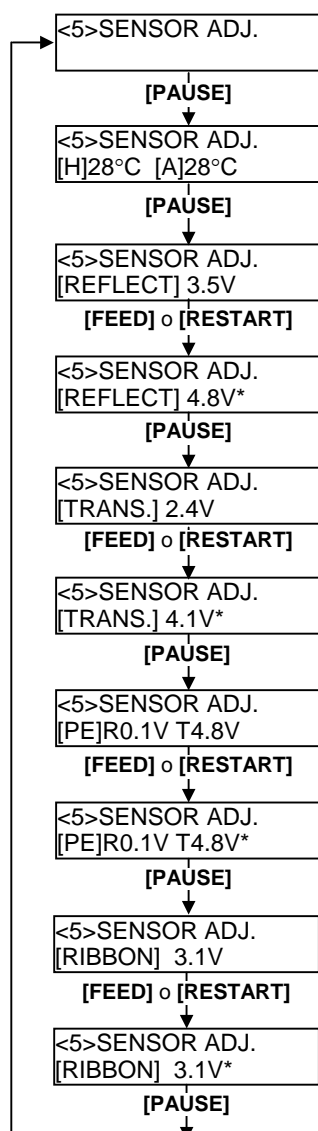 <5>SENSOR ADJ.
[PAUSE]
<5>SENSOR ADJ.
[H]28°C [A]28°C
[PAUSE]
<5>SENSOR ADJ.
[REFLECT] 3.5V
[FEED] o [RESTART]
<5>SENSOR ADJ.
[REFLECT] 4.8V*
[PAUSE]
<5>SENSOR ADJ.
[TRANS.] 2.4V
[FEED] o [RESTART]
<5>SENSOR ADJ.
[TRANS.] 4.1V*
[PAUSE]
<5>SENSOR ADJ.
[PE]R0.1V T4.8V
[FEED] o [RESTART]
<5>SENSOR ADJ.
[PE]R0.1V T4.8V*
[PAUSE]
<5>SENSOR ADJ.
[RIBBON] 3.1V
[FEED] o [RESTART]
<5>SENSOR ADJ.
[RIBBON] 3.1V*
[PAUSE]